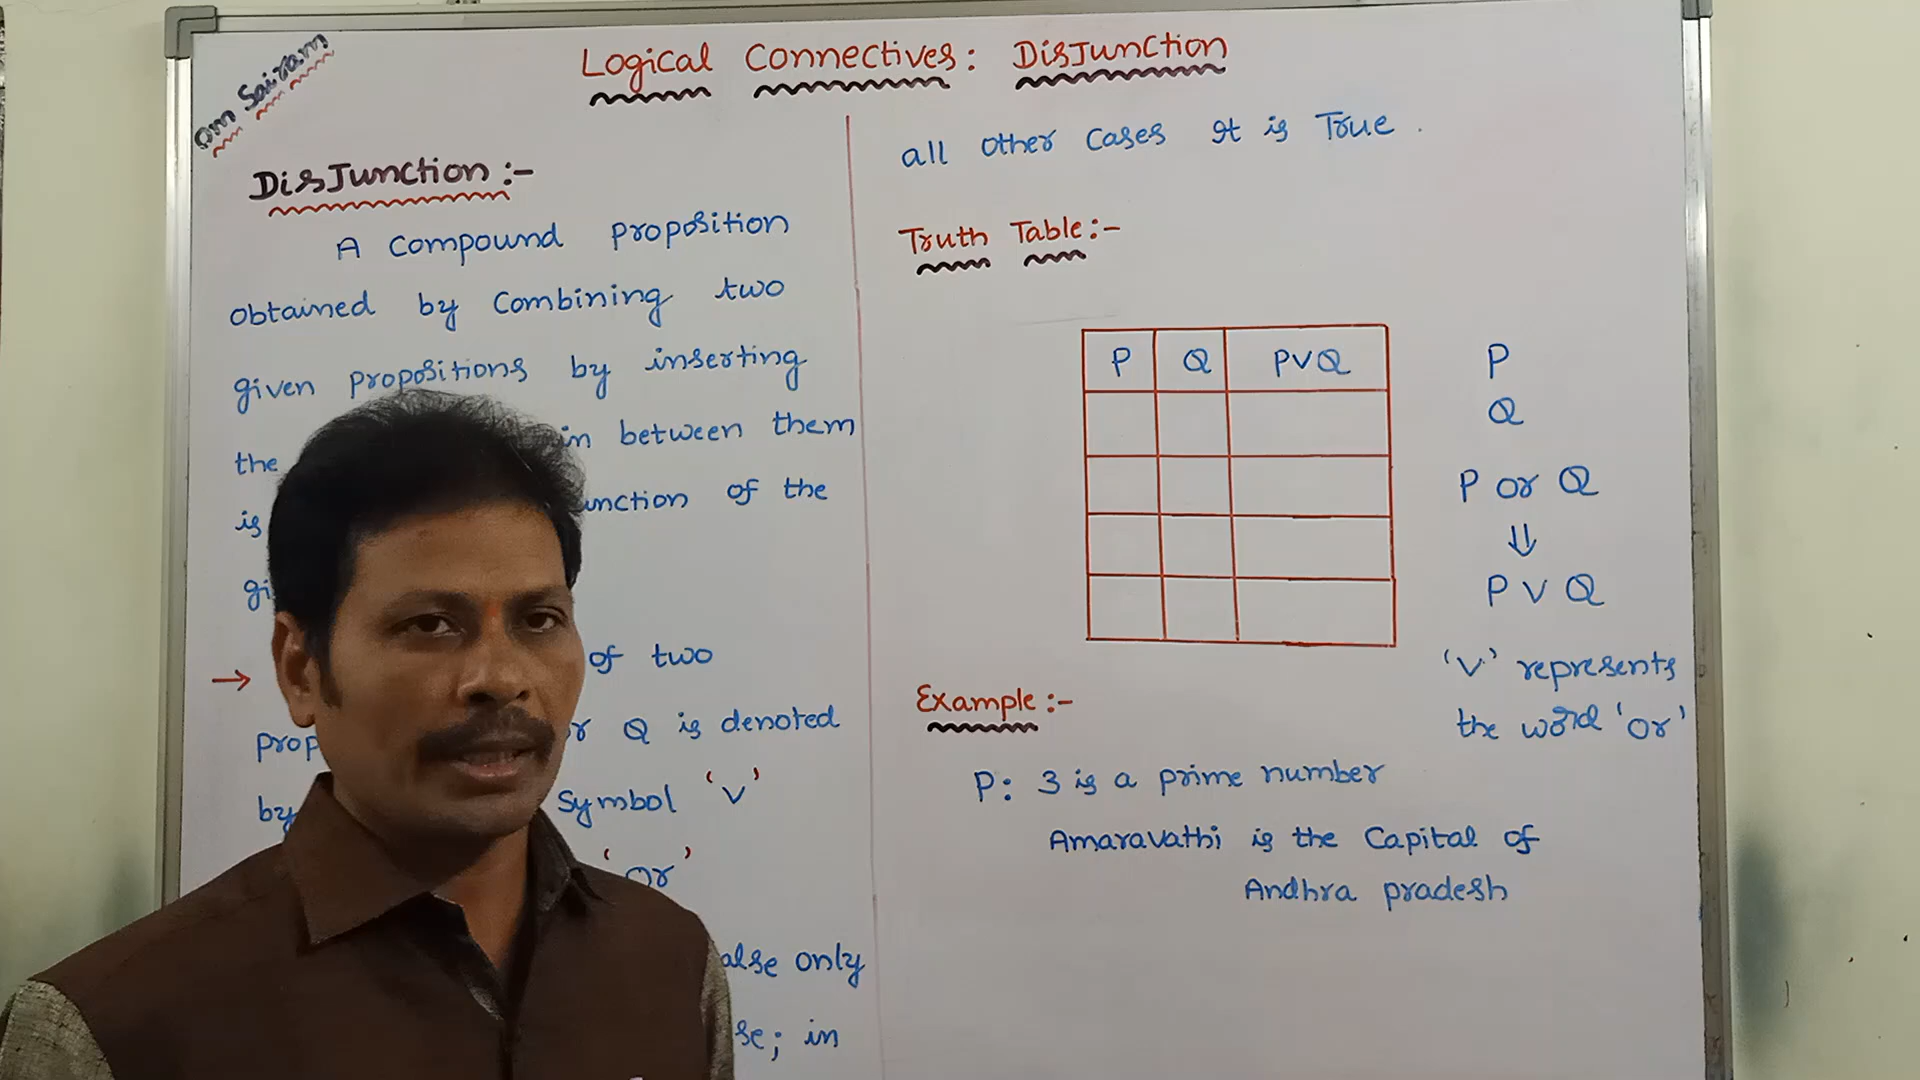 Om Sairam
Logical Connectives: Disjunction
Disjunction :-
A compound proposition
obtained by combining two
given propositions by inserting
the in between them
is unction of the
gi
→ of two
prop r Q is denoted
by symbol 'v'
'or'
alse only
se; in
all other cases It is True.
Truth Table:-
P Q PVQ
P
Q
P or Q
⇓
P V Q
'v' represents
the word 'or'
Example :-
P: 3 is a prime number
Amaravathi is the Capital of
Andhra pradesh